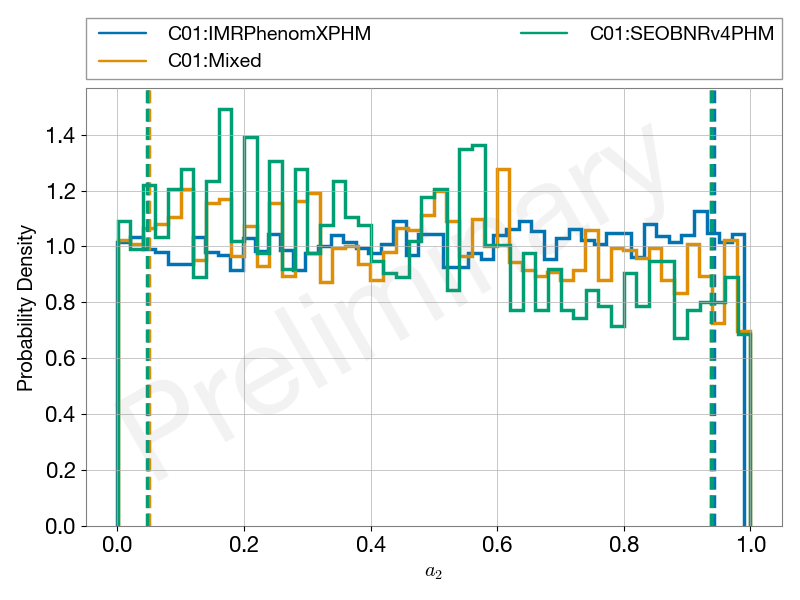 C01:IMRPhenomXPHM
C01:Mixed
C01:SEOBNRv4PHM
Probability Density
1.4
1.2
1.0
0.8
0.6
0.4
0.2
0.0
Preliminary
0.0 0.2 0.4 0.6 0.8 1.0
a₂